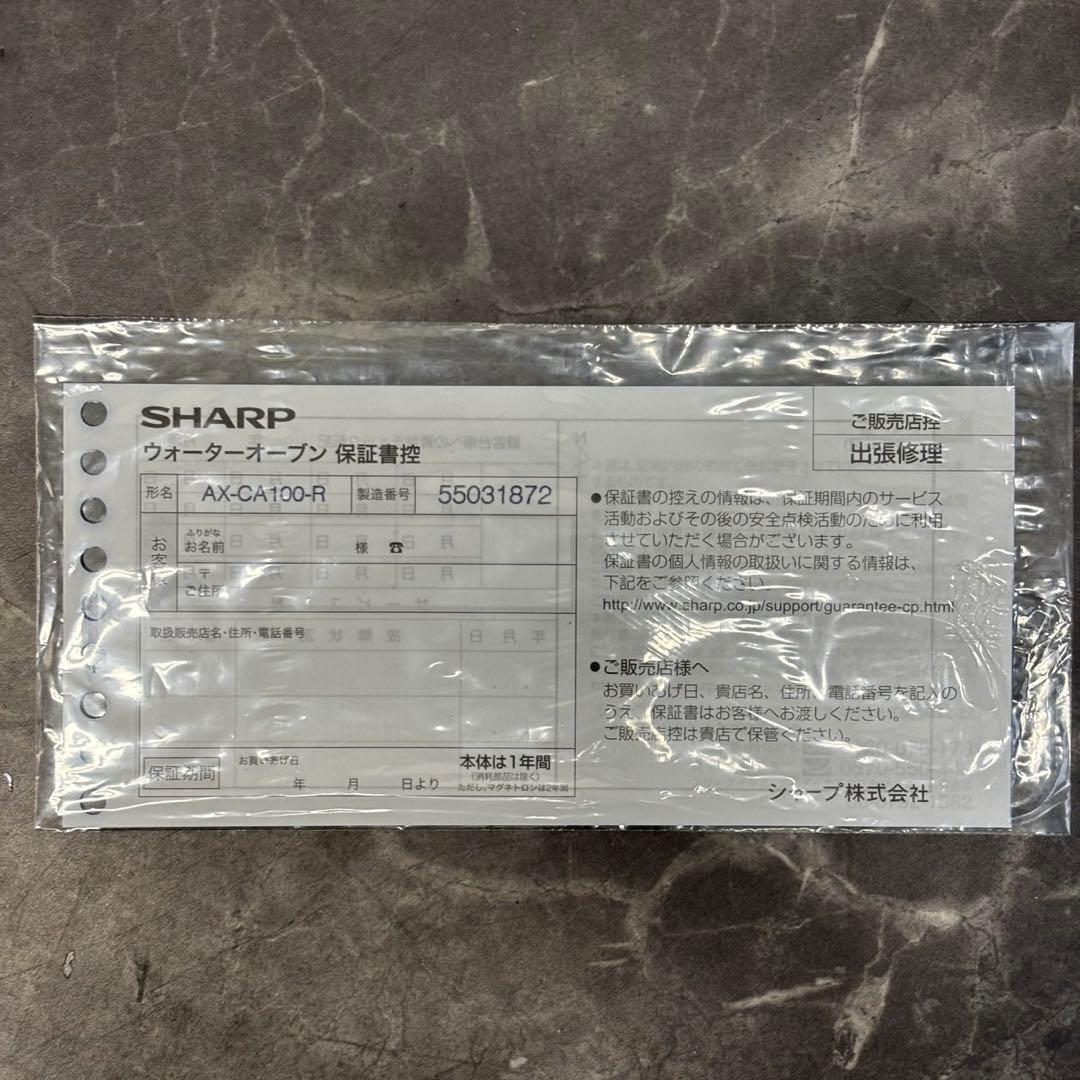 SHARP
ウォーターオーブン 保証書控
形名 AX-CA100-R 製造番号 55031872
お客様
ふりがな
お名前 様 ☎
〒
ご住所
取扱販売店名・住所・電話番号
保証期間
お買いあげ日
年 月 日より
本体は1年間
(消耗部品は除く)
ただし、マグネトロンは2年間
ご販売店控
出張修理
●保証書の控えの情報は、保証期間内のサービス
活動およびその後の安全点検活動のために利用
させていただく場合がございます。
保証書の個人情報の取扱いに関する情報は、
下記をご参照ください。
http://www.sharp.co.jp/support/guarantee-cp.html
●ご販売店様へ
お買いあげ日、貴店名、住所、電話番号を記入の
うえ、保証書はお客様へお渡しください。
ご販売店控は貴店で保管ください。
シャープ株式会社